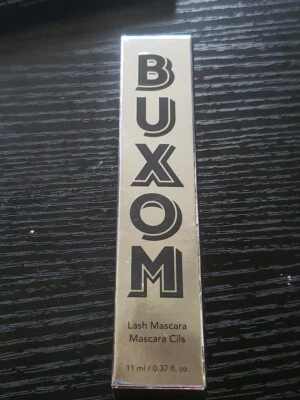 BUXOM
Lash Mascara
Mascara Cils
11 ml / 0.37 fl. oz.